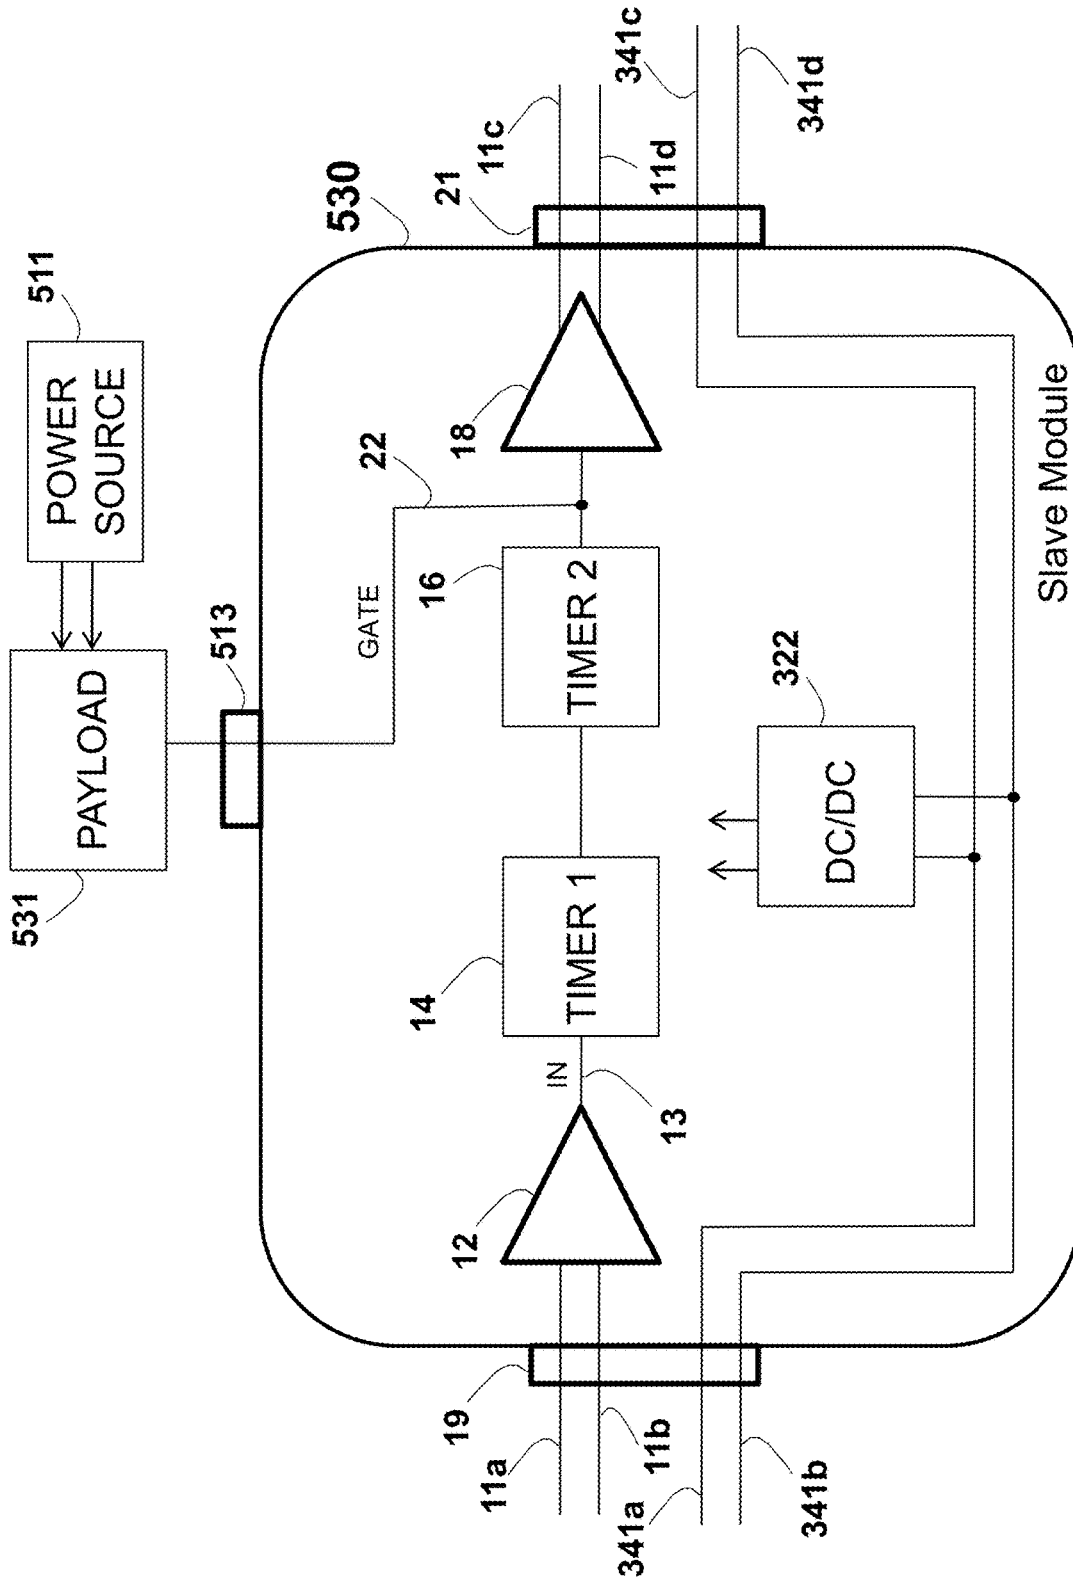 POWER
SOURCE
511
PAYLOAD
531
513
530
GATE
22
21
11c
11d
341c
341d
18
16
TIMER 2
14
TIMER 1
IN
13
12
19
11a
11b
341a
341b
322
DC/DC
Slave Module